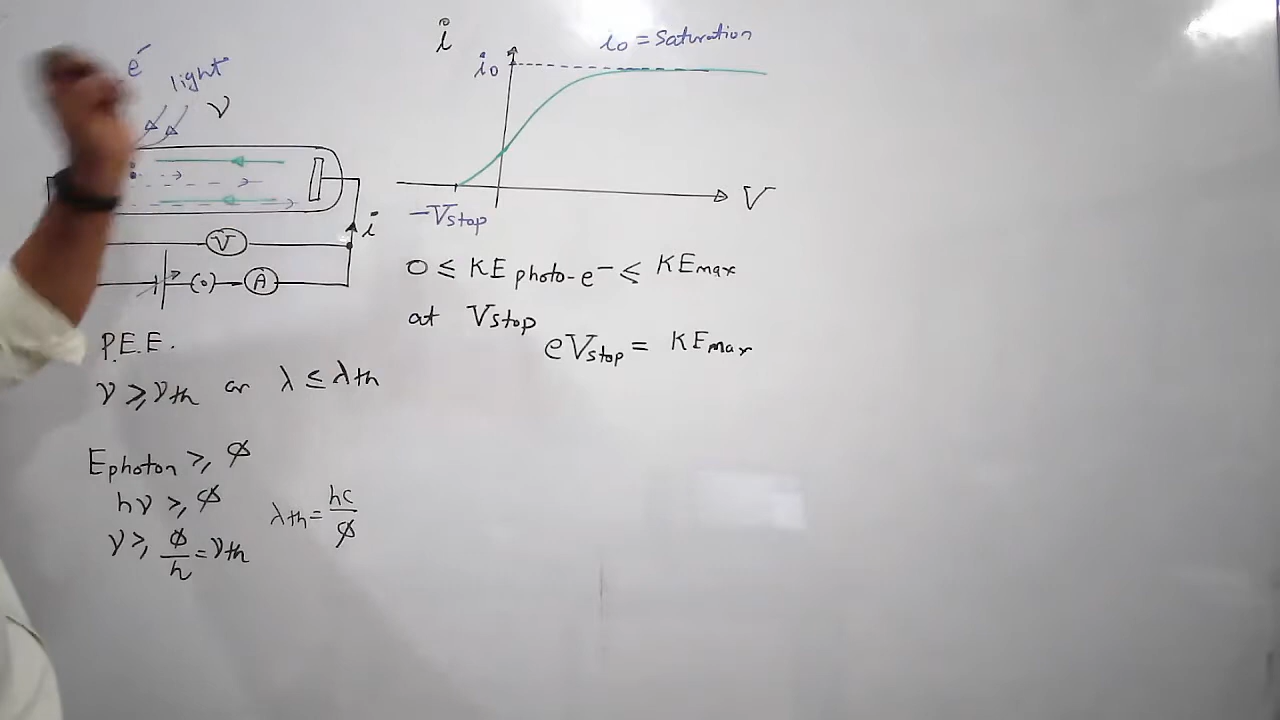 e⁻
light
ν
V
i
A
i
i₀
i₀ = Saturation
V
-Vstop
0 ≤ KE photo-e⁻ ≤ KEmax
at Vstop
eVstop = KEmax
P.E.E.
ν ≥ νth or λ ≤ λth
Ephoton ≥ φ
hν ≥ φ
λth = hc/φ
ν ≥ φ/h = νth